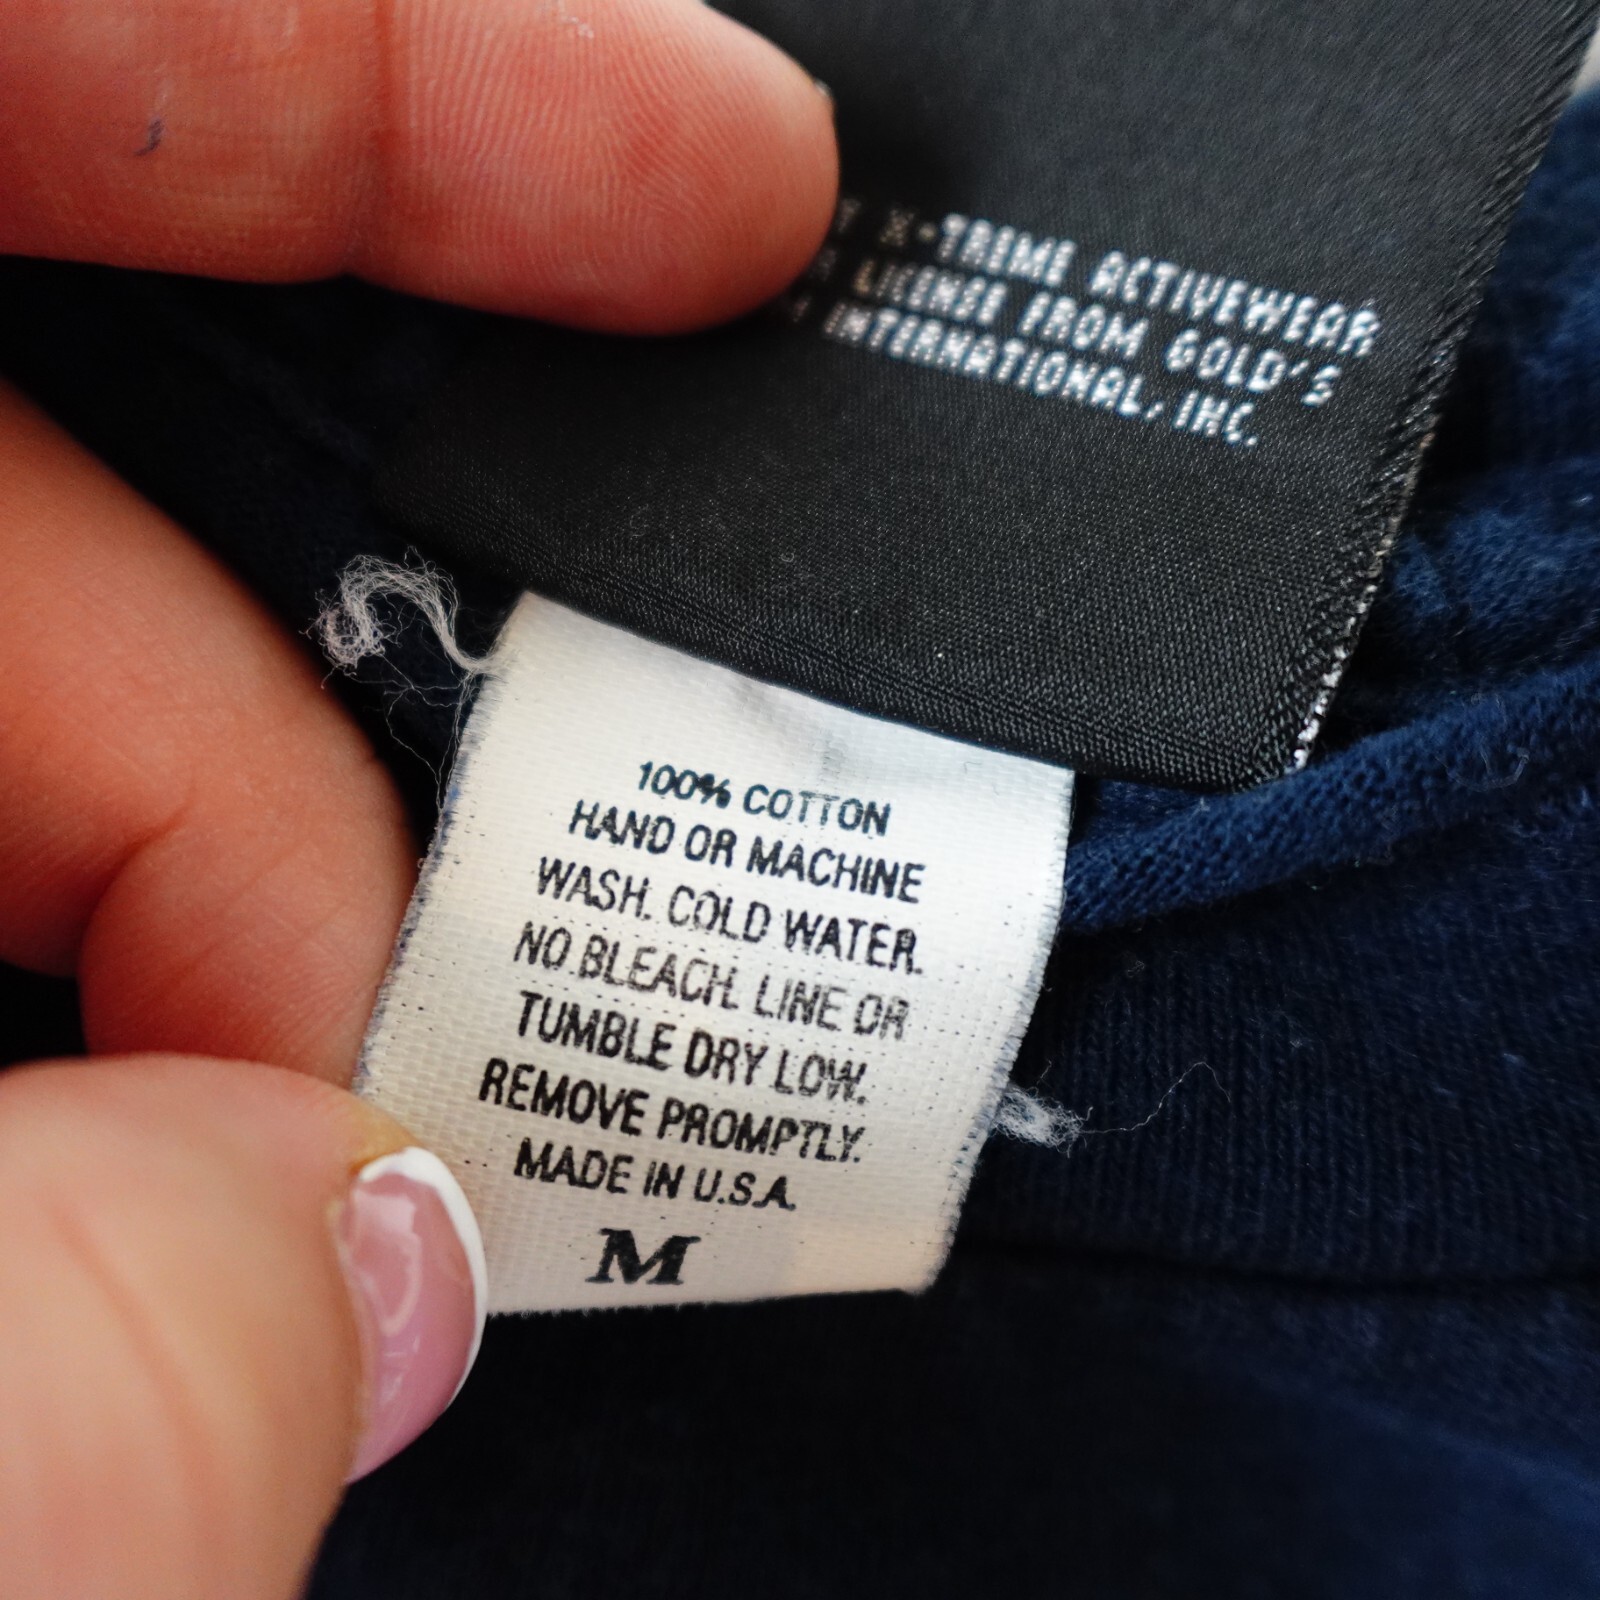 X-TREME ACTIVEWEAR
LICENSE FROM GOLD'S
INTERNATIONAL, INC.
100% COTTON
HAND OR MACHINE
WASH. COLD WATER.
NO BLEACH. LINE OR
TUMBLE DRY LOW.
REMOVE PROMPTLY.
MADE IN U.S.A.
M